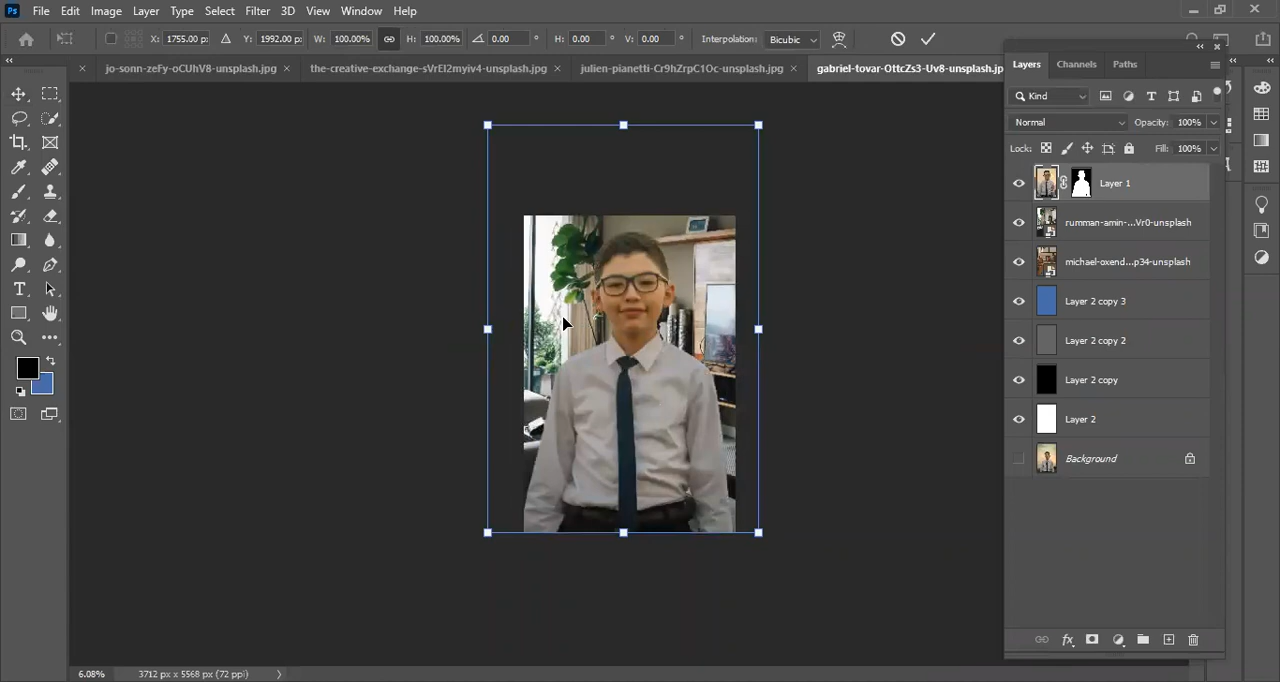 Ps File Edit Image Layer Type Select Filter 3D View Window Help
X: 1755.00 px Y: 1992.00 px W: 100.00% H: 100.00% 0.00 ° H: 0.00 ° V: 0.00 ° Interpolation: Bicubic
jo-sonn-zeFy-oCUhV8-unsplash.jpg × the-creative-exchange-sVrEI2myiv4-unsplash.jpg × julien-pianetti-Cr9hZrpC1Oc-unsplash.jpg × gabriel-tovar-OttcZs3-Uv8-unsplash.jp
Layers Channels Paths
Kind
Normal Opacity: 100%
Lock: Fill: 100%
Layer 1
rumman-amin-...Vr0-unsplash
michael-oxend...p34-unsplash
Layer 2 copy 3
Layer 2 copy 2
Layer 2 copy
Layer 2
Background
fx
6.08% 3712 px x 5568 px (72 ppi)